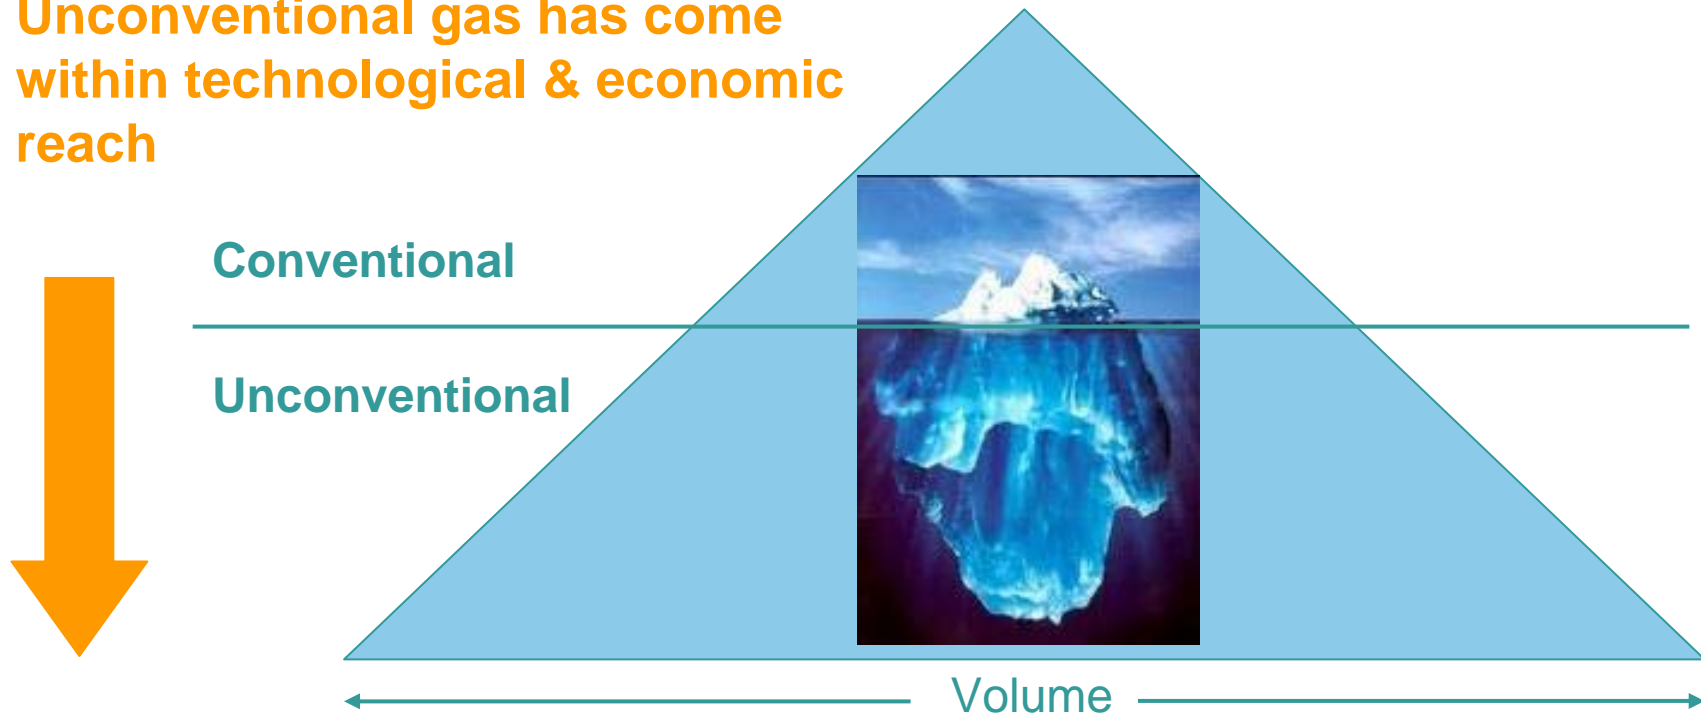 Unconventional gas has come
within technological & economic
reach
Conventional
Unconventional
Volume